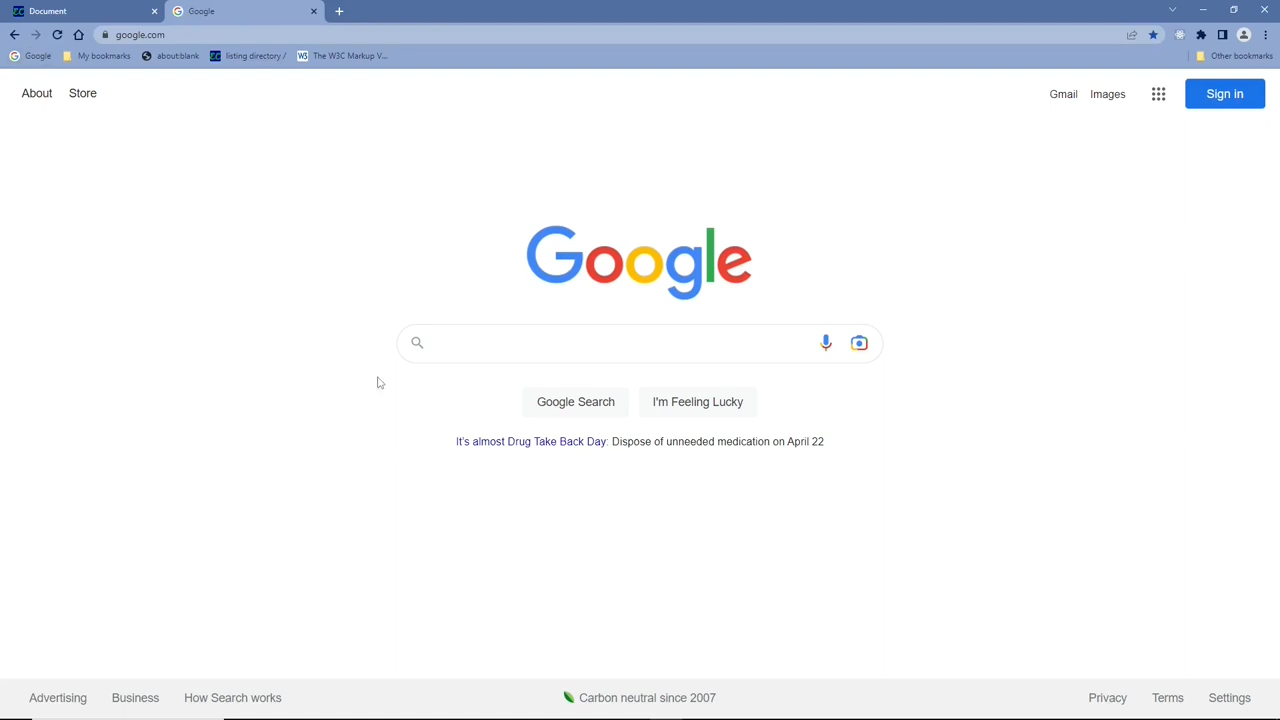 Document
Google
google.com
Google My bookmarks about:blank listing directory / The W3C Markup V... Other bookmarks
About Store Gmail Images Sign in
Google
Google Search I'm Feeling Lucky
It's almost Drug Take Back Day: Dispose of unneeded medication on April 22
Advertising Business How Search works Carbon neutral since 2007 Privacy Terms Settings